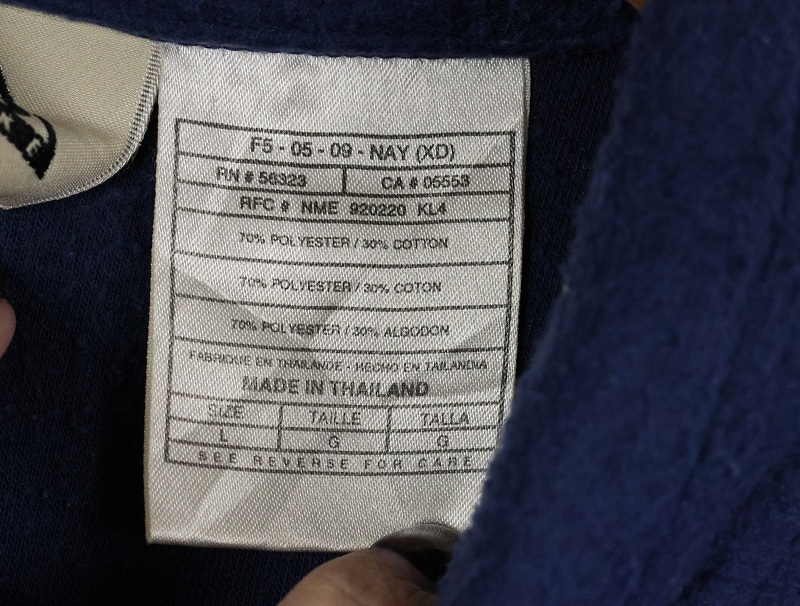 F5 - 05 - 09 - NAY (XD)
RN # 56323 CA # 05553
RFC # NME 920220 KL4
70% POLYESTER / 30% COTTON
70% POLYESTER / 30% COTON
70% POLYESTER / 30% ALGODON
FABRIQUE EN THAILANDE - HECHO EN TAILANDIA
MADE IN THAILAND
SIZE TAILLE TALLA
L G G
SEE REVERSE FOR CARE